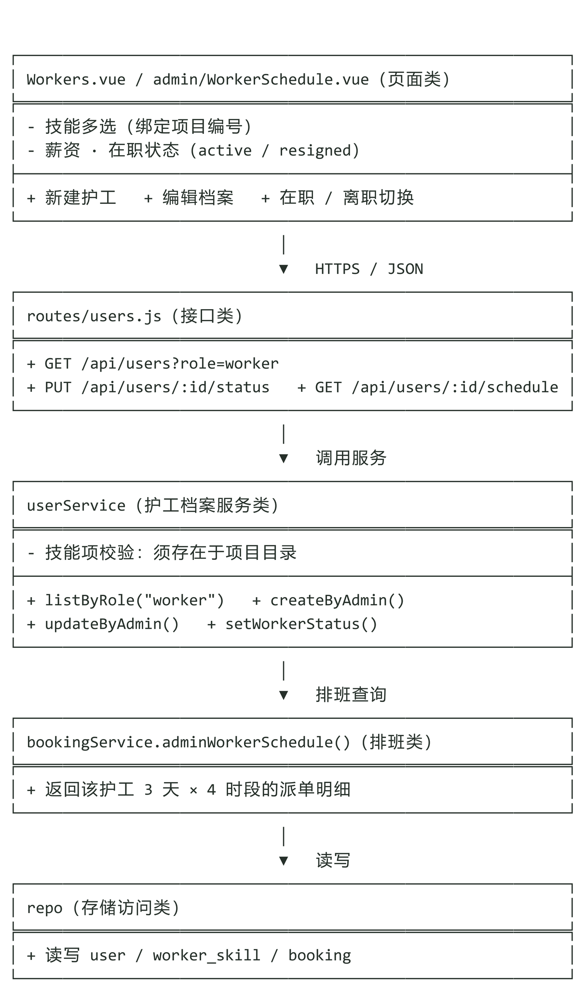 Workers.vue / admin/WorkerSchedule.vue (页面类)
- 技能多选 (绑定项目编号)
- 薪资 · 在职状态 (active / resigned)
+ 新建护工   + 编辑档案   + 在职 / 离职切换
▼   HTTPS / JSON
routes/users.js (接口类)
+ GET /api/users?role=worker
+ PUT /api/users/:id/status   + GET /api/users/:id/schedule
▼   调用服务
userService (护工档案服务类)
- 技能项校验: 须存在于项目目录
+ listByRole("worker")   + createByAdmin()
+ updateByAdmin()   + setWorkerStatus()
▼   排班查询
bookingService.adminWorkerSchedule() (排班类)
+ 返回该护工 3 天 × 4 时段的派单明细
▼   读写
repo (存储访问类)
+ 读写 user / worker_skill / booking